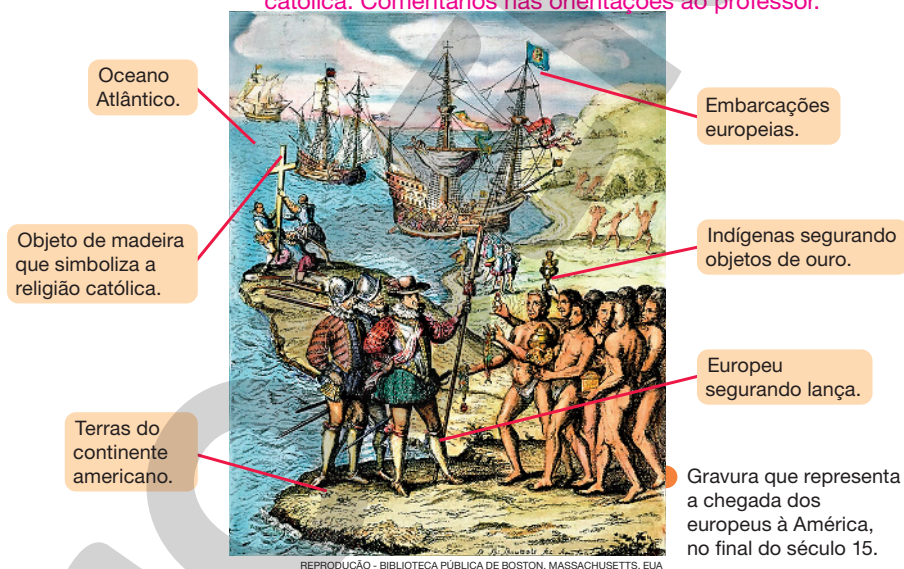 católica. Comentários nas orientações ao professor.
Oceano
Atlântico.
Embarcações
europeias.
Objeto de madeira
que simboliza a
religião católica.
Indígenas segurando
objetos de ouro.
Europeu
segurando lança.
Terras do
continente
americano.
Gravura que representa
a chegada dos
europeus à América,
no final do século 15.
REPRODUÇÃO - BIBLIOTECA PÚBLICA DE BOSTON, MASSACHUSETTS, EUA